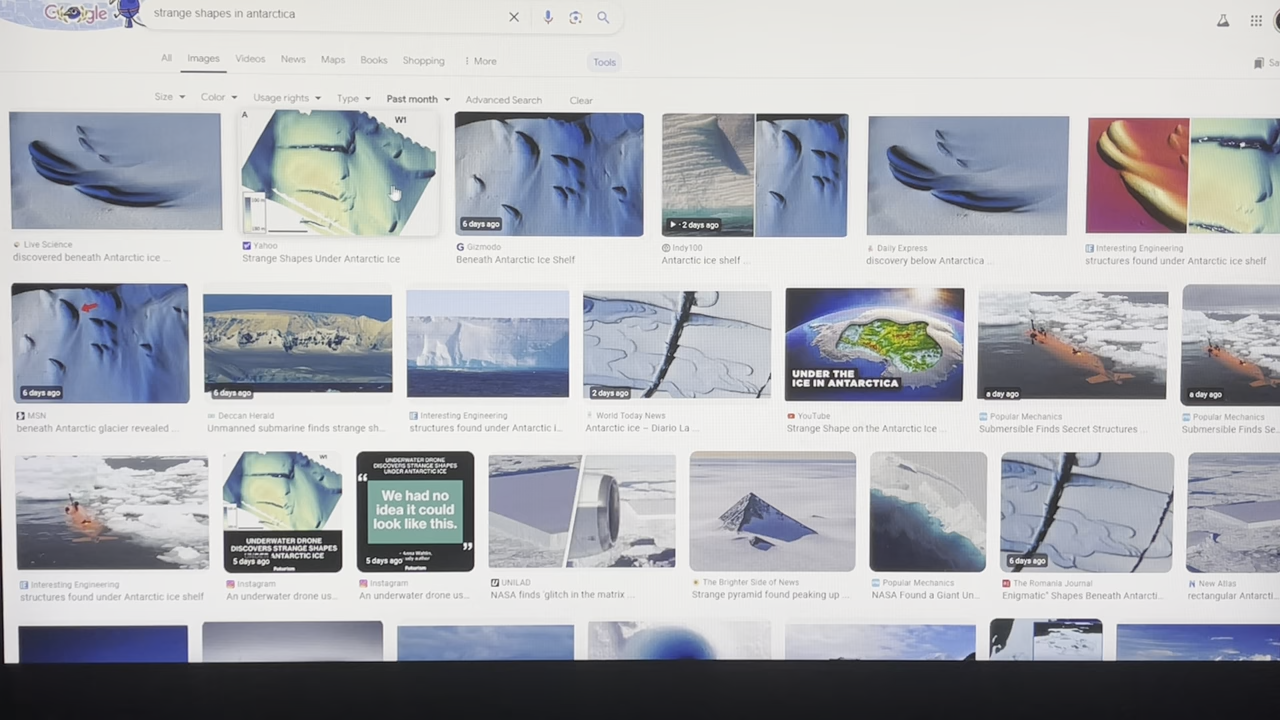 Google
strange shapes in antarctica
All Images Videos News Maps Books Shopping More Tools
Size Color Usage rights Type Past month Advanced Search Clear
A
W1
6 days ago
2 days ago
Live Science
discovered beneath Antarctic ice ...
Yahoo
Strange Shapes Under Antarctic Ice
Gizmodo
Beneath Antarctic Ice Shelf
Indy100
Antarctic ice shelf ...
Daily Express
discovery below Antarctica ...
Interesting Engineering
structures found under Antarctic ice shelf
6 days ago
6 days ago
2 days ago
UNDER THE
ICE IN ANTARCTICA
a day ago
a day ago
MSN
beneath Antarctic glacier revealed ...
Deccan Herald
Unmanned submarine finds strange sh...
Interesting Engineering
structures found under Antarctic i...
World Today News
Antarctic ice – Diario La ...
YouTube
Strange Shape on the Antarctic Ice ...
Popular Mechanics
Submersible Finds Secret Structures ...
Popular Mechanics
Submersible Finds Se...
W1
UNDERWATER DRONE
DISCOVERS STRANGE SHAPES
UNDER ANTARCTIC ICE
5 days ago
Futurism
UNDERWATER DRONE
DISCOVERS STRANGE SHAPES
UNDER ANTARCTIC ICE
“
We had no
idea it could
look like this.
”
5 days ago
Futurism
6 days ago
Interesting Engineering
structures found under Antarctic ice shelf
Instagram
An underwater drone us...
Instagram
An underwater drone us...
UNILAD
NASA finds 'glitch in the matrix ...
The Brighter Side of News
Strange pyramid found peaking up ...
Popular Mechanics
NASA Found a Giant Un...
The Romania Journal
Enigmatic" Shapes Beneath Antarcti...
New Atlas
rectangular Antarcti...